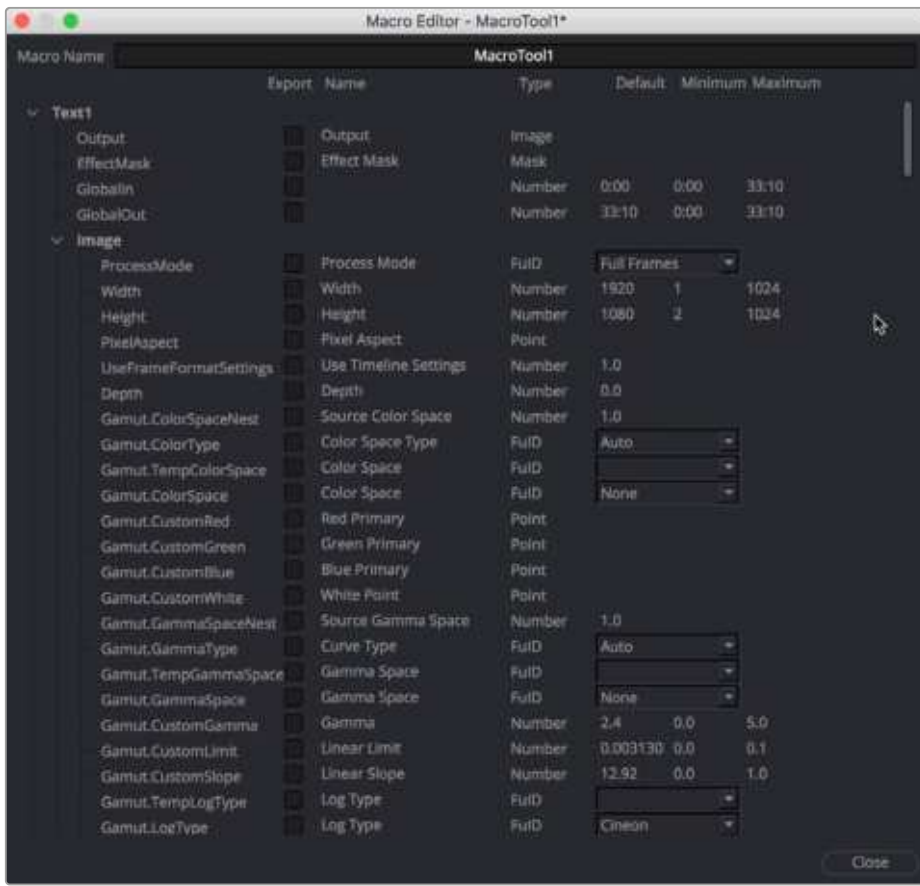 Macro Editor - MacroTool1*
Macro Name MacroTool1
Export Name Type Default Minimum Maximum
Text1
Output Output Image
EffectMask Effect Mask Mask
GlobalIn Number 0:00 0:00 33:10
GlobalOut Number 33:10 0:00 33:10
Image
ProcessMode Process Mode FuID Full Frames
Width Width Number 1920 1 1024
Height Height Number 1080 2 1024
PixelAspect Pixel Aspect Point
UseFrameFormatSettings Use Timeline Settings Number 1.0
Depth Depth Number 0.0
Gamut.ColorSpaceNest Source Color Space Number 1.0
Gamut.ColorType Color Space Type FuID Auto
Gamut.TempColorSpace Color Space FuID
Gamut.ColorSpace Color Space FuID None
Gamut.CustomRed Red Primary Point
Gamut.CustomGreen Green Primary Point
Gamut.CustomBlue Blue Primary Point
Gamut.CustomWhite White Point Point
Gamut.GammaSpaceNest Source Gamma Space Number 1.0
Gamut.GammaType Curve Type FuID Auto
Gamut.TempGammaSpace Gamma Space FuID
Gamut.GammaSpace Gamma Space FuID None
Gamut.CustomGamma Gamma Number 2.4 0.0 5.0
Gamut.CustomLimit Linear Limit Number 0.003130 0.0 0.1
Gamut.CustomSlope Linear Slope Number 12.92 0.0 1.0
Gamut.TempLogType Log Type FuID
Gamut.LogType Log Type FuID Cineon
Close